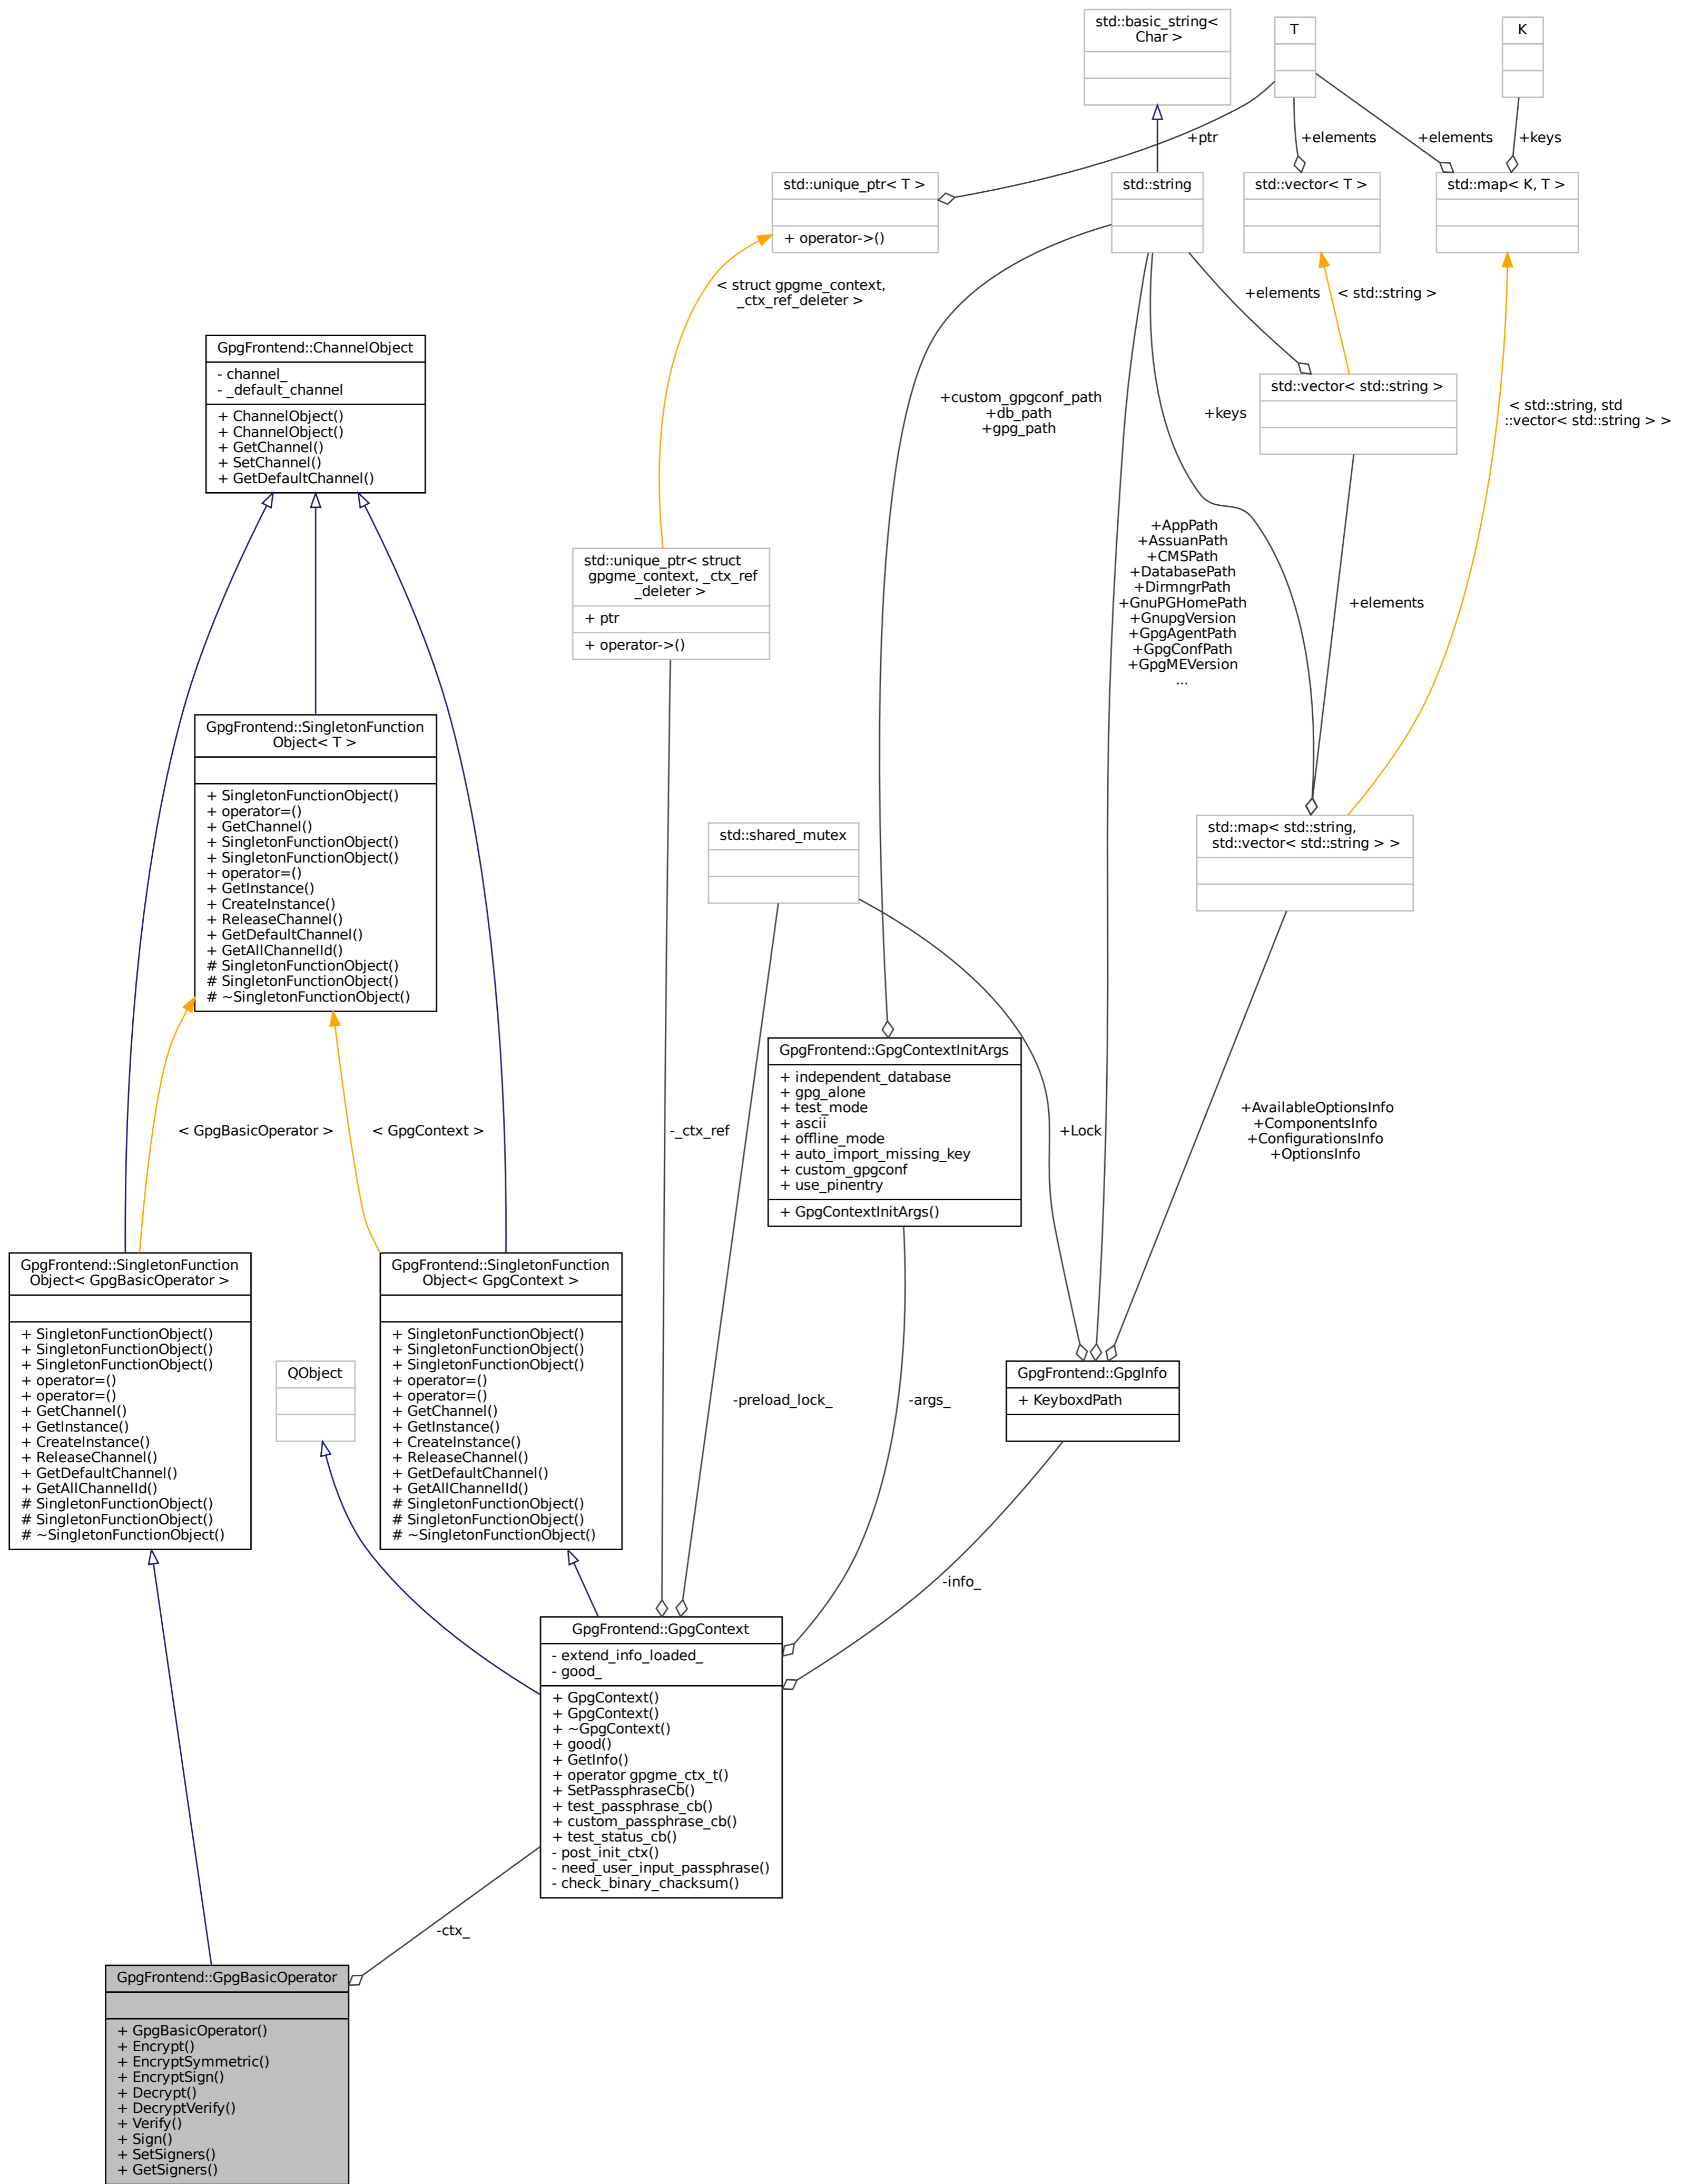 std::basic_string<
Char >
T
K
+ptr
+elements
+elements
+keys
std::unique_ptr< T >
+ operator->()
std::string
std::vector< T >
std::map< K, T >
< struct gpgme_context,
_ctx_ref_deleter >
+elements
< std::string >
GpgFrontend::ChannelObject
- channel_
- _default_channel
+ ChannelObject()
+ ChannelObject()
+ GetChannel()
+ SetChannel()
+ GetDefaultChannel()
+custom_gpgconf_path
+db_path
+gpg_path
+keys
std::vector< std::string >
< std::string, std
::vector< std::string > >
std::unique_ptr< struct
gpgme_context, _ctx_ref
_deleter >
+ ptr
+ operator->()
+AppPath
+AssuanPath
+CMSPath
+DatabasePath
+DirmngrPath
+GnuPGHomePath
+GnupgVersion
+GpgAgentPath
+GpgConfPath
+GpgMEVersion
...
+elements
GpgFrontend::SingletonFunction
Object< T >
+ SingletonFunctionObject()
+ operator=()
+ GetChannel()
+ SingletonFunctionObject()
+ SingletonFunctionObject()
+ operator=()
+ GetInstance()
+ CreateInstance()
+ ReleaseChannel()
+ GetDefaultChannel()
+ GetAllChannelId()
# SingletonFunctionObject()
# SingletonFunctionObject()
# ~SingletonFunctionObject()
std::shared_mutex
std::map< std::string,
std::vector< std::string > >
< GpgBasicOperator >
< GpgContext >
-_ctx_ref
GpgFrontend::GpgContextInitArgs
+ independent_database
+ gpg_alone
+ test_mode
+ ascii
+ offline_mode
+ auto_import_missing_key
+ custom_gpgconf
+ use_pinentry
+ GpgContextInitArgs()
+Lock
+AvailableOptionsInfo
+ComponentsInfo
+ConfigurationsInfo
+OptionsInfo
GpgFrontend::SingletonFunction
Object< GpgBasicOperator >
+ SingletonFunctionObject()
+ SingletonFunctionObject()
+ SingletonFunctionObject()
+ operator=()
+ operator=()
+ GetChannel()
+ GetInstance()
+ CreateInstance()
+ ReleaseChannel()
+ GetDefaultChannel()
+ GetAllChannelId()
# SingletonFunctionObject()
# SingletonFunctionObject()
# ~SingletonFunctionObject()
QObject
GpgFrontend::SingletonFunction
Object< GpgContext >
+ SingletonFunctionObject()
+ SingletonFunctionObject()
+ SingletonFunctionObject()
+ operator=()
+ operator=()
+ GetChannel()
+ GetInstance()
+ CreateInstance()
+ ReleaseChannel()
+ GetDefaultChannel()
+ GetAllChannelId()
# SingletonFunctionObject()
# SingletonFunctionObject()
# ~SingletonFunctionObject()
-preload_lock_
-args_
GpgFrontend::GpgInfo
+ KeyboxdPath
-info_
GpgFrontend::GpgContext
- extend_info_loaded_
- good_
+ GpgContext()
+ GpgContext()
+ ~GpgContext()
+ good()
+ GetInfo()
+ operator gpgme_ctx_t()
+ SetPassphraseCb()
+ test_passphrase_cb()
+ custom_passphrase_cb()
+ test_status_cb()
- post_init_ctx()
- need_user_input_passphrase()
- check_binary_chacksum()
-ctx_
GpgFrontend::GpgBasicOperator
+ GpgBasicOperator()
+ Encrypt()
+ EncryptSymmetric()
+ EncryptSign()
+ Decrypt()
+ DecryptVerify()
+ Verify()
+ Sign()
+ SetSigners()
+ GetSigners()